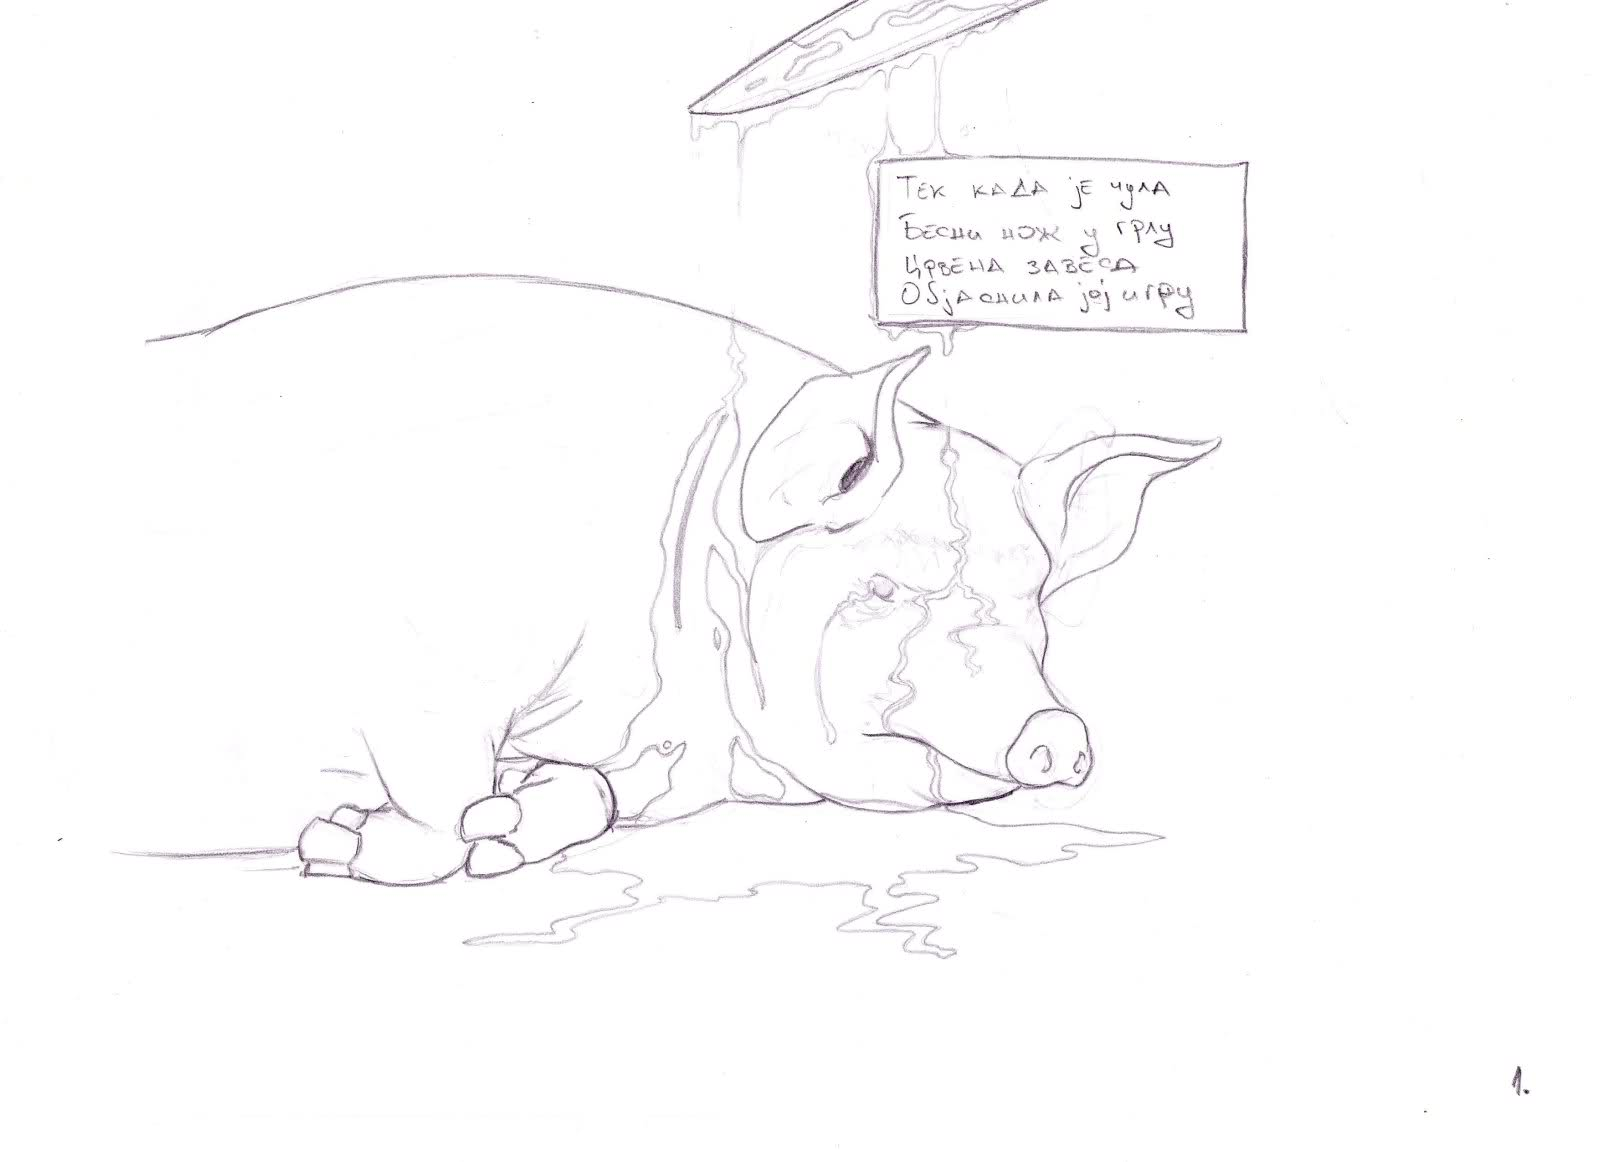 Тек када је чула
Бесни нож у грлу
Црвена завеса
Објаснила јој игру
1.